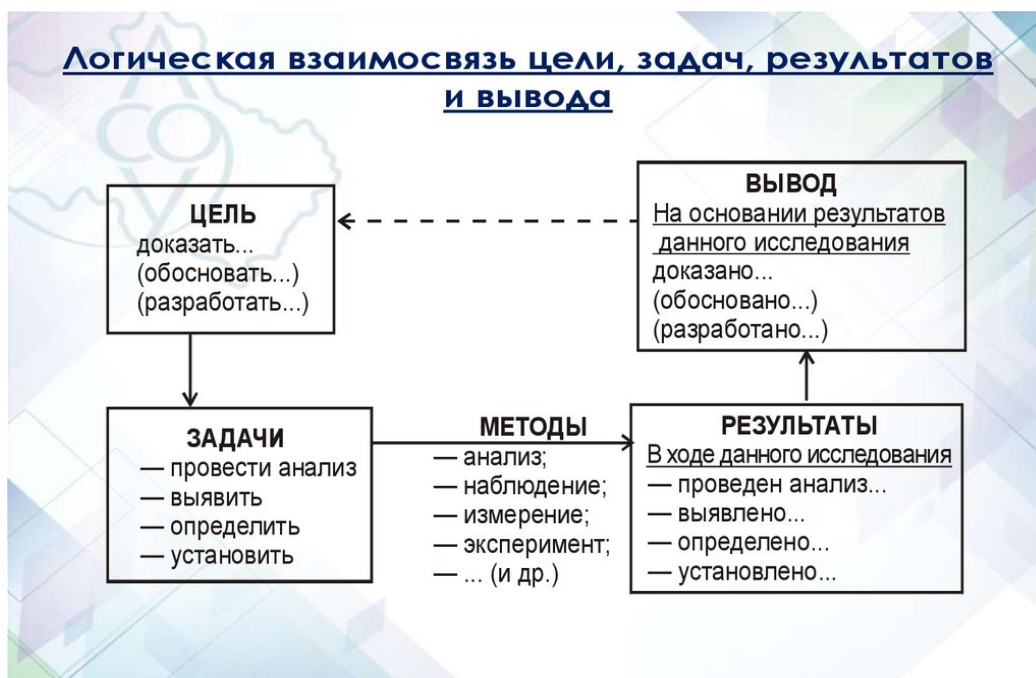 Логическая взаимосвязь цели, задач, результатов
и вывода
АСОУ
ЦЕЛЬ
доказать...
(обосновать...)
(разработать...)
ВЫВОД
На основании результатов
данного исследования
доказано...
(обосновано...)
(разработано...)
ЗАДАЧИ
— провести анализ
— выявить
— определить
— установить
МЕТОДЫ
— анализ;
— наблюдение;
— измерение;
— эксперимент;
— ... (и др.)
РЕЗУЛЬТАТЫ
В ходе данного исследования
— проведен анализ...
— выявлено...
— определено...
— установлено...